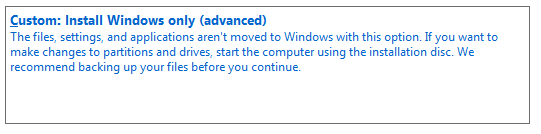 Custom: Install Windows only (advanced)
The files, settings, and applications aren't moved to Windows with this option. If you want to
make changes to partitions and drives, start the computer using the installation disc. We
recommend backing up your files before you continue.